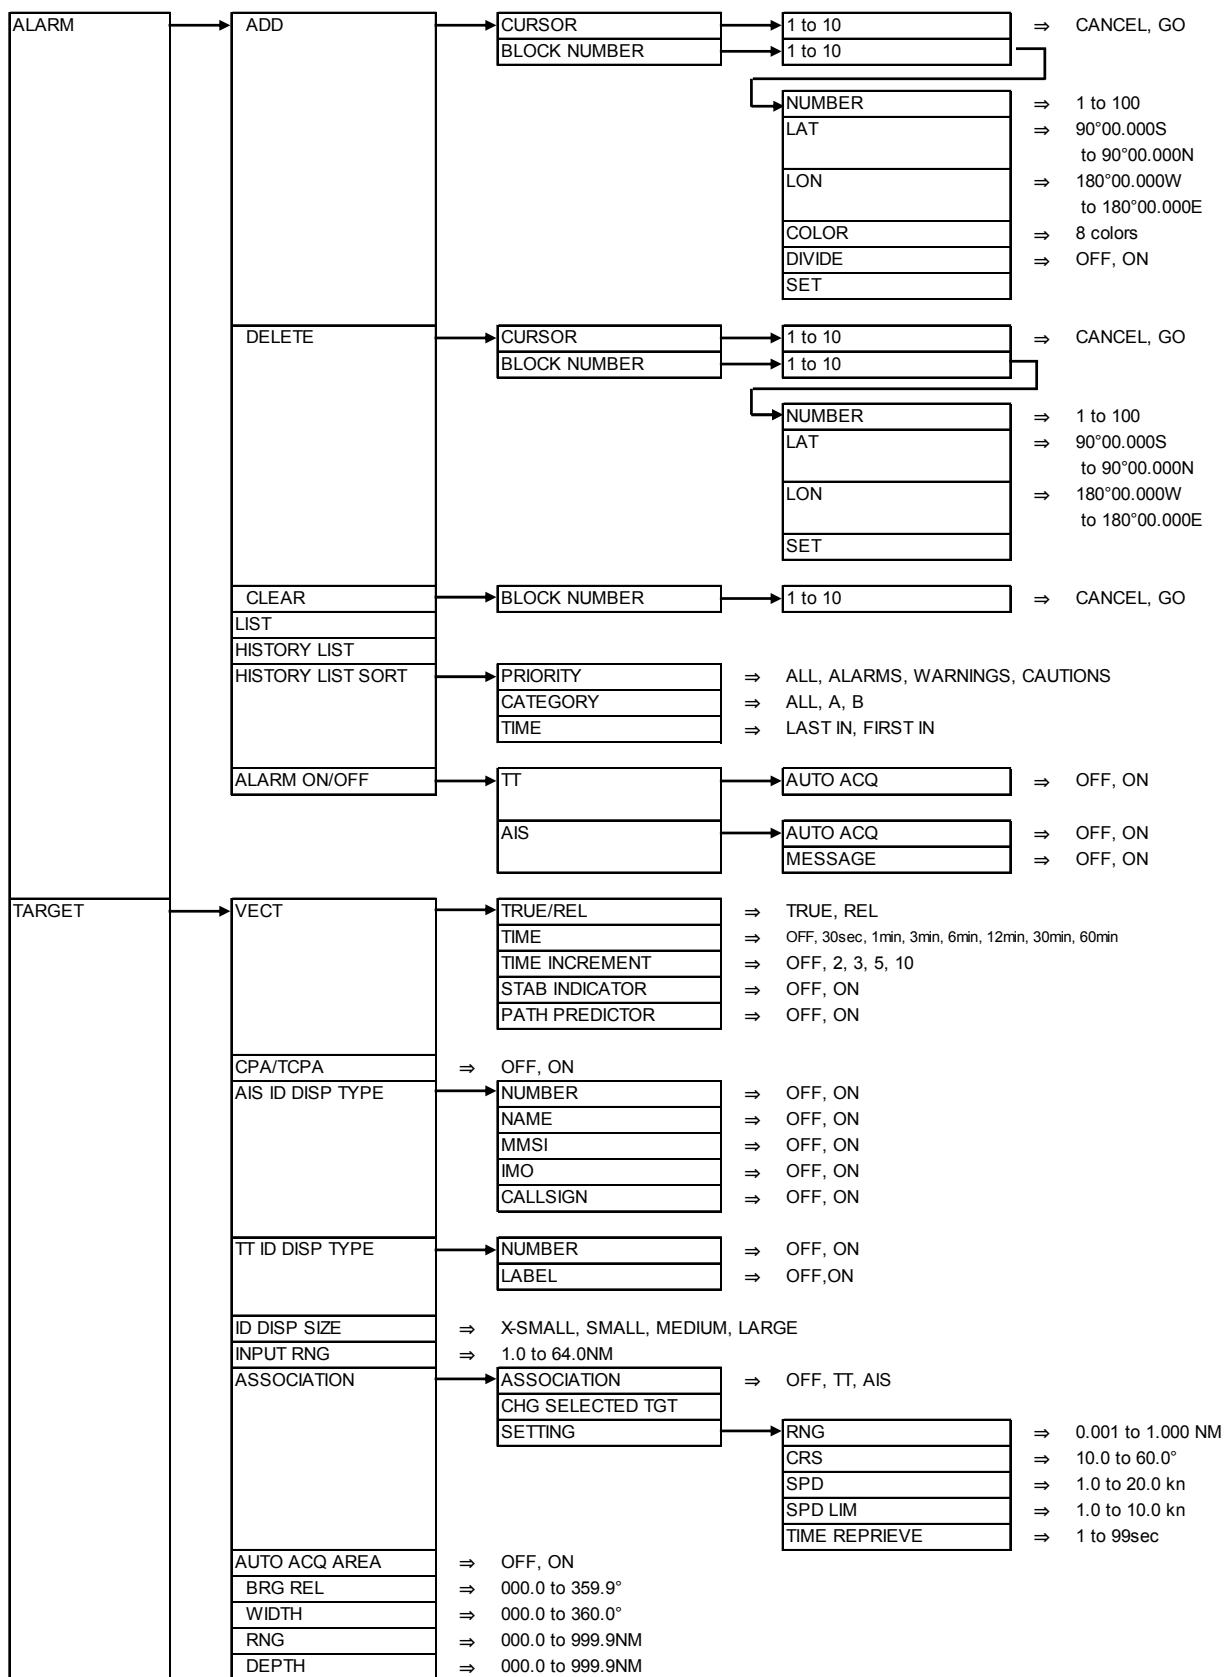 ALARM ADD CURSOR 1 to 10 ⇒ CANCEL, GO
BLOCK NUMBER 1 to 10
NUMBER ⇒ 1 to 100
LAT ⇒ 90°00.000S
to 90°00.000N
LON ⇒ 180°00.000W
to 180°00.000E
COLOR ⇒ 8 colors
DIVIDE ⇒ OFF, ON
SET
DELETE CURSOR 1 to 10 ⇒ CANCEL, GO
BLOCK NUMBER 1 to 10
NUMBER ⇒ 1 to 100
LAT ⇒ 90°00.000S
to 90°00.000N
LON ⇒ 180°00.000W
to 180°00.000E
SET
CLEAR BLOCK NUMBER 1 to 10 ⇒ CANCEL, GO
LIST
HISTORY LIST
HISTORY LIST SORT PRIORITY ⇒ ALL, ALARMS, WARNINGS, CAUTIONS
CATEGORY ⇒ ALL, A, B
TIME ⇒ LAST IN, FIRST IN
ALARM ON/OFF TT AUTO ACQ ⇒ OFF, ON
AIS AUTO ACQ ⇒ OFF, ON
MESSAGE ⇒ OFF, ON
TARGET VECT TRUE/REL ⇒ TRUE, REL
TIME ⇒ OFF, 30sec, 1min, 3min, 6min, 12min, 30min, 60min
TIME INCREMENT ⇒ OFF, 2, 3, 5, 10
STAB INDICATOR ⇒ OFF, ON
PATH PREDICTOR ⇒ OFF, ON
CPA/TCPA ⇒ OFF, ON
AIS ID DISP TYPE NUMBER ⇒ OFF, ON
NAME ⇒ OFF, ON
MMSI ⇒ OFF, ON
IMO ⇒ OFF, ON
CALLSIGN ⇒ OFF, ON
TT ID DISP TYPE NUMBER ⇒ OFF, ON
LABEL ⇒ OFF,ON
ID DISP SIZE ⇒ X-SMALL, SMALL, MEDIUM, LARGE
INPUT RNG ⇒ 1.0 to 64.0NM
ASSOCIATION ASSOCIATION ⇒ OFF, TT, AIS
CHG SELECTED TGT
SETTING RNG ⇒ 0.001 to 1.000 NM
CRS ⇒ 10.0 to 60.0°
SPD ⇒ 1.0 to 20.0 kn
SPD LIM ⇒ 1.0 to 10.0 kn
TIME REPRIEVE ⇒ 1 to 99sec
AUTO ACQ AREA ⇒ OFF, ON
BRG REL ⇒ 000.0 to 359.9°
WIDTH ⇒ 000.0 to 360.0°
RNG ⇒ 000.0 to 999.9NM
DEPTH ⇒ 000.0 to 999.9NM